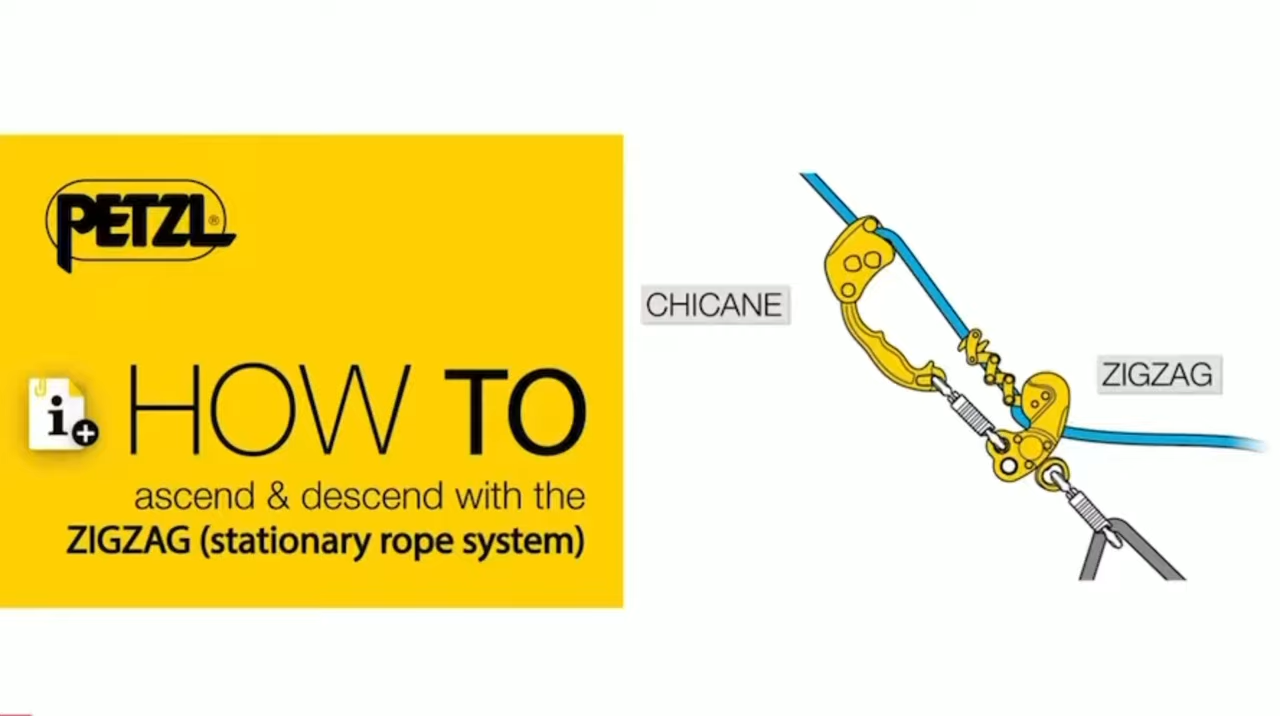 PETZL®
i+
HOW TO
ascend & descend with the
ZIGZAG (stationary rope system)
CHICANE
ZIGZAG